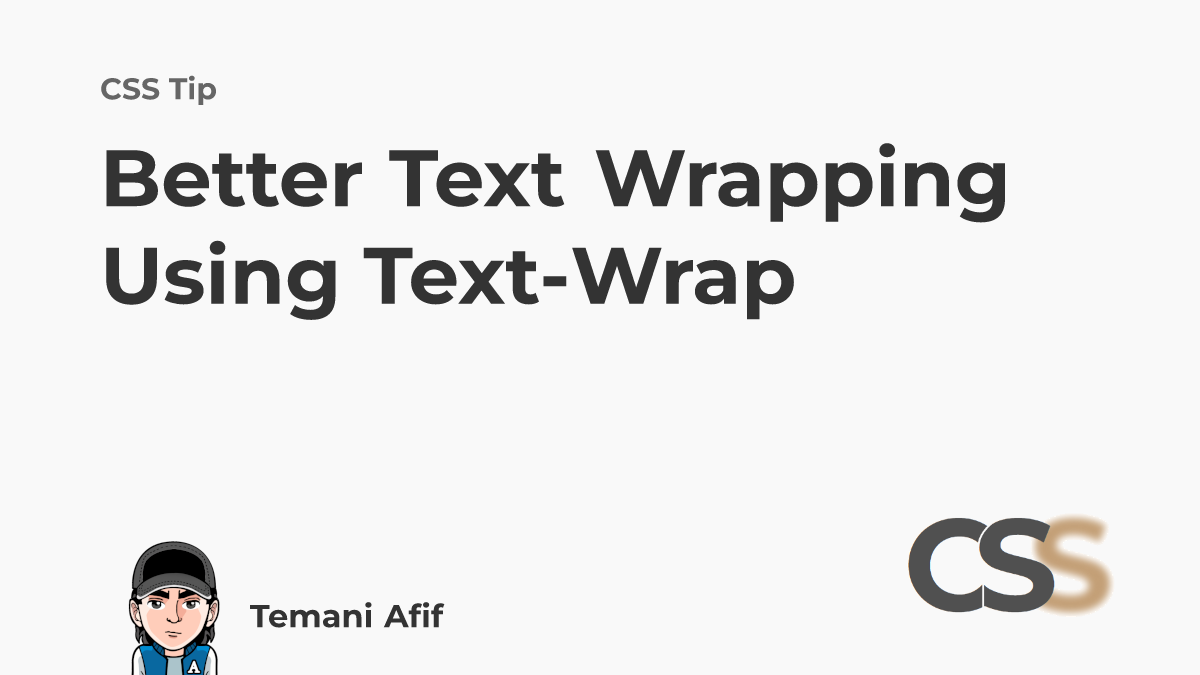 CSS Tip
Better Text Wrapping
Using Text-Wrap
A
Temani Afif
CSS